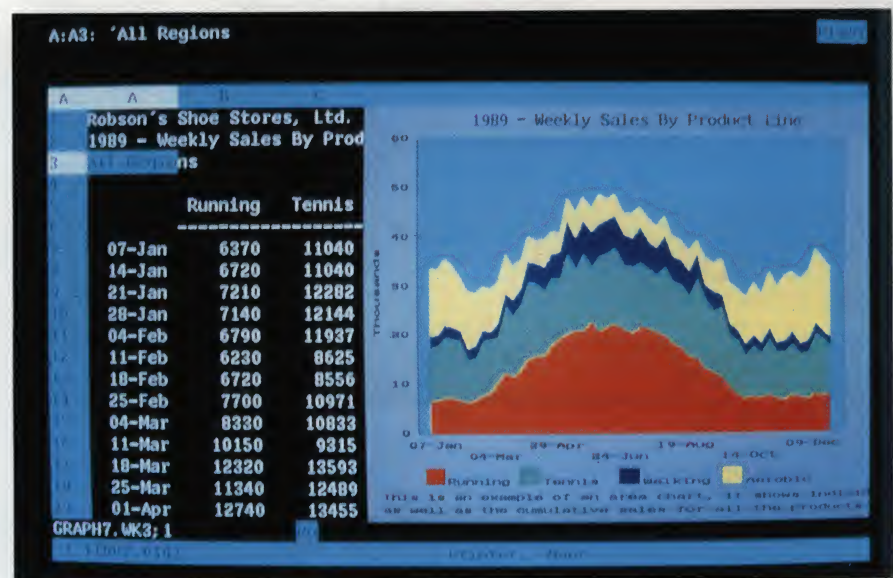 A:A3: 'All Regions
READY
A A B C
Robson's Shoe Stores, Ltd.
1989 - Weekly Sales By Prod
3 All Regions
Running Tennis
07-Jan 6370 11040
14-Jan 6720 11040
21-Jan 7210 12282
28-Jan 7140 12144
04-Feb 6790 11937
11-Feb 6230 8625
18-Feb 6720 8556
25-Feb 7700 10971
04-Mar 8330 10833
11-Mar 10150 9315
18-Mar 12320 13593
25-Mar 11340 12489
01-Apr 12740 13455
GRAPH7.WK3;1
1989 - Weekly Sales By Product Line
60
50
40
30
20
10
0
Thousands
07-Jan 29-Apr 19-Aug 09-Dec
04-Mar 24-Jun 14-Oct
Running Tennis Walking Aerobic
This is an example of an area chart, it shows indivi
as well as the cumulative sales for all the products